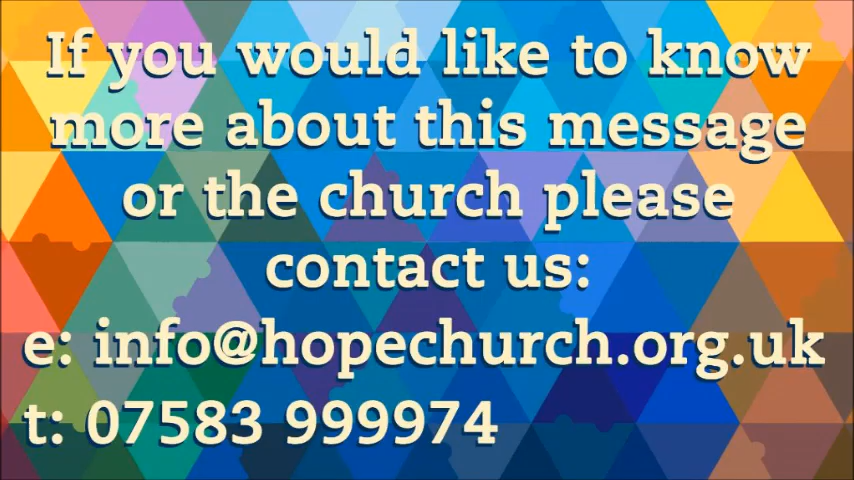 If you would like to know
more about this message
or the church please
contact us:
e: info@hopechurch.org.uk
t: 07583 999974